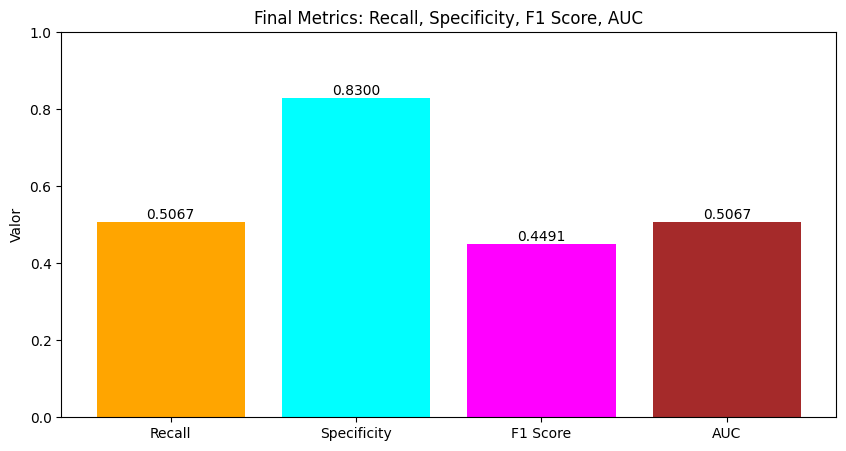 Final Metrics: Recall, Specificity, F1 Score, AUC
Valor
1.0
0.8
0.6
0.4
0.2
0.0
0.5067
0.8300
0.4491
0.5067
Recall
Specificity
F1 Score
AUC